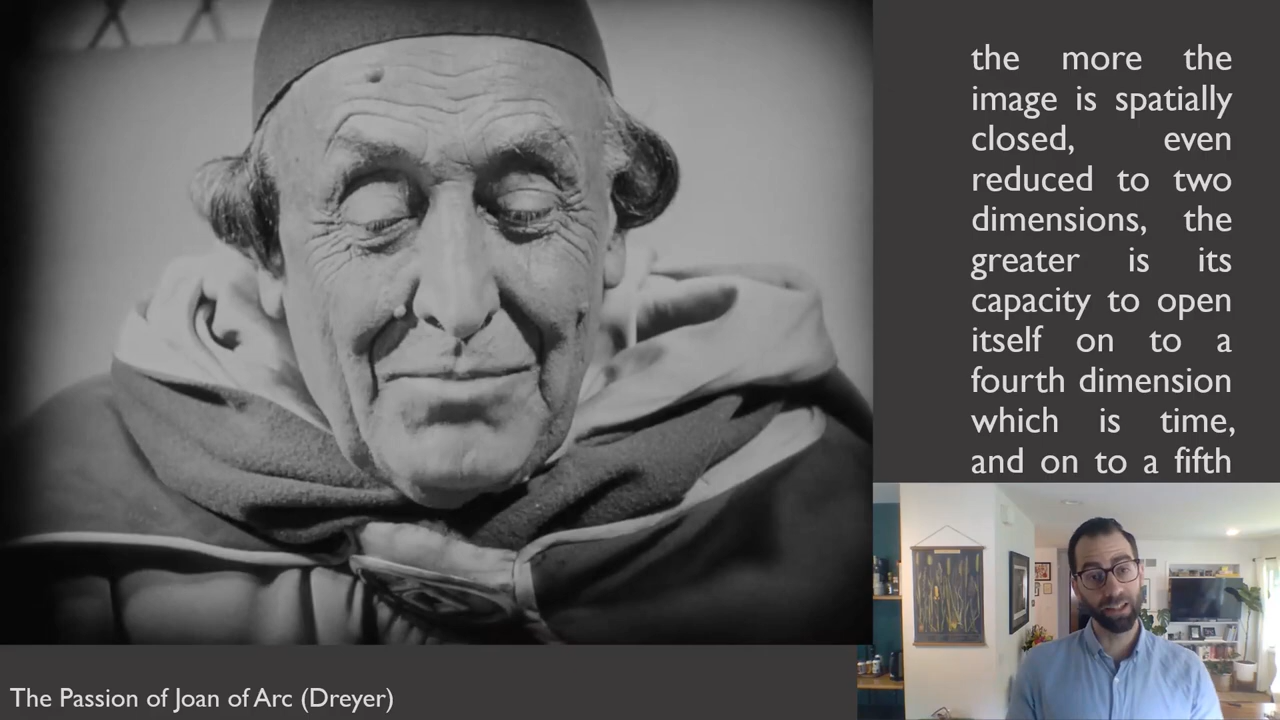 the more the
image is spatially
closed, even
reduced to two
dimensions, the
greater is its
capacity to open
itself on to a
fourth dimension
which is time,
and on to a fifth
The Passion of Joan of Arc (Dreyer)